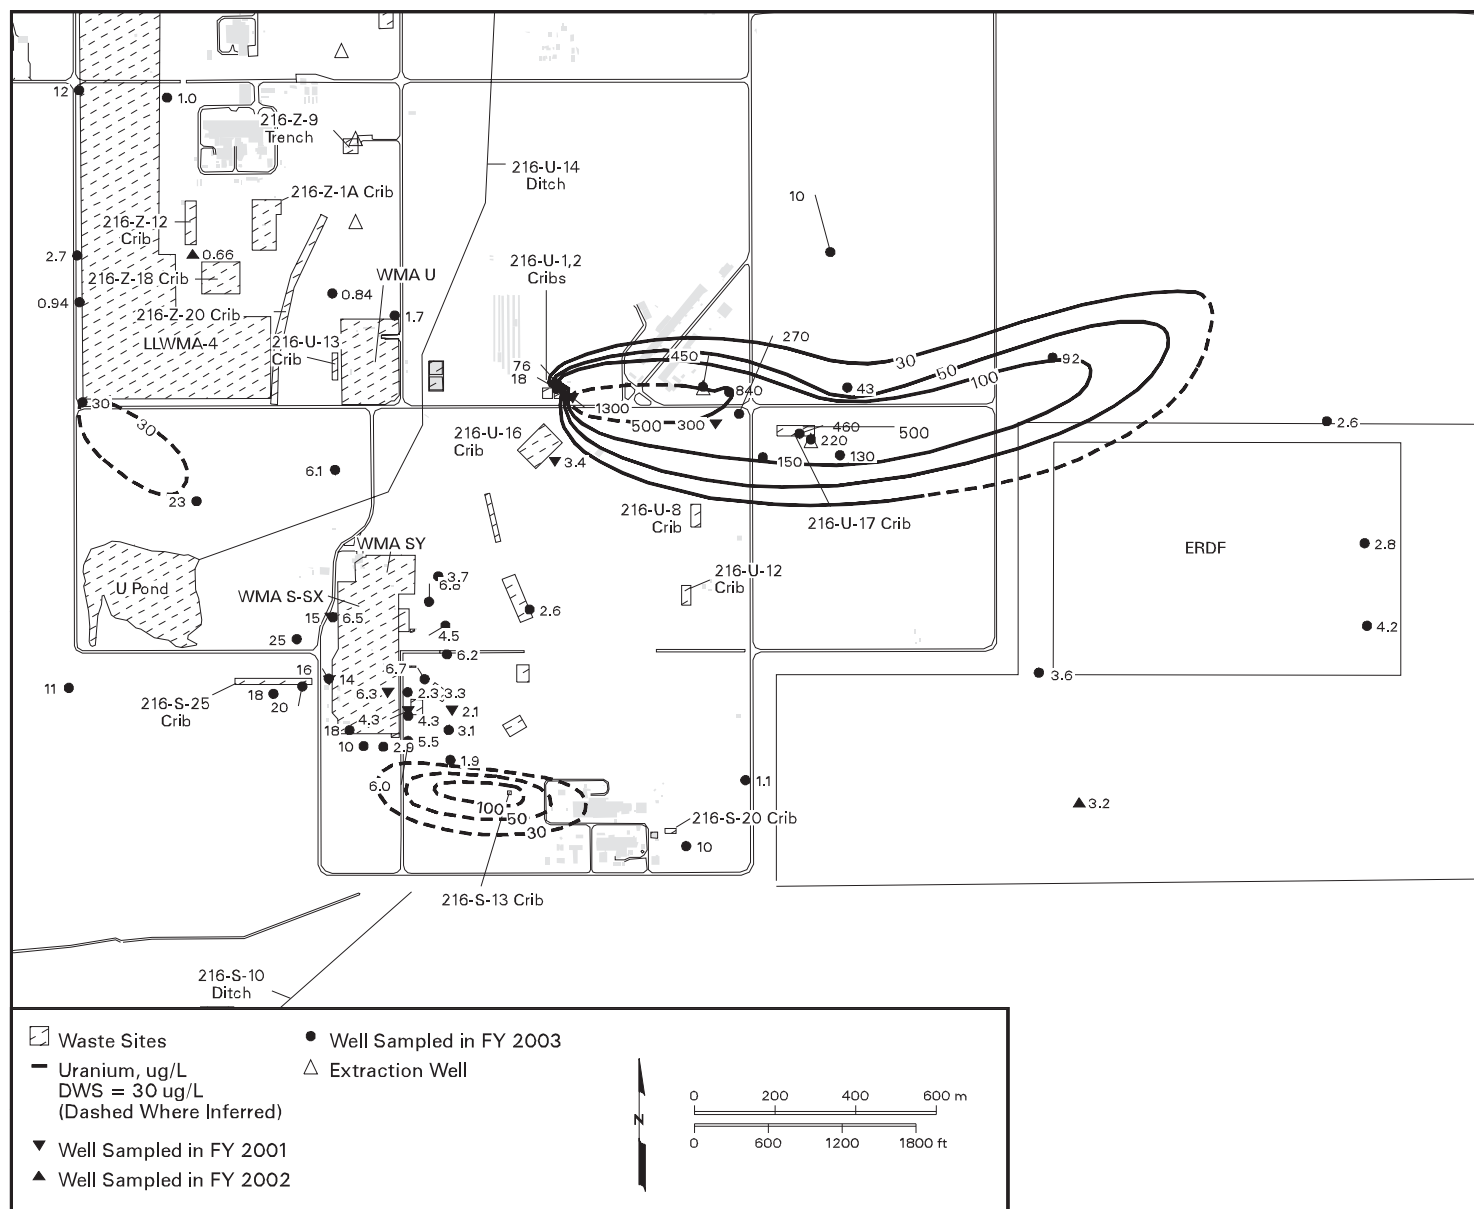 12
1.0
216-Z-9
Trench
216-U-14
Ditch
216-Z-1A Crib
10
216-Z-12
Crib
2.7
0.66
216-Z-18 Crib
WMA U
216-U-1,2
Cribs
0.94
0.84
216-Z-20 Crib
1.7
LLWMA-4
216-U-13
Crib
270
450
30
50
100
92
76
18
840
43
1300
30
30
500
300
460
500
220
2.6
216-U-16
Crib
3.4
150
130
6.1
23
216-U-8
Crib
216-U-17 Crib
WMA SY
ERDF
2.8
216-U-12
Crib
U Pond
WMA S-SX
3.7
6.8
2.6
15
6.5
4.5
4.2
25
6.2
16
14
6.7
3.6
11
216-S-25
Crib
18
20
6.3
2.3
3.3
2.1
4.3
4.3
18
3.1
5.5
10
2.9
1.9
6.0
1.1
100
50
30
3.2
216-S-20 Crib
10
216-S-13 Crib
216-S-10
Ditch
Waste Sites
Uranium, ug/L
DWS = 30 ug/L
(Dashed Where Inferred)
Well Sampled in FY 2001
Well Sampled in FY 2002
Well Sampled in FY 2003
Extraction Well
N
0 200 400 600 m
0 600 1200 1800 ft